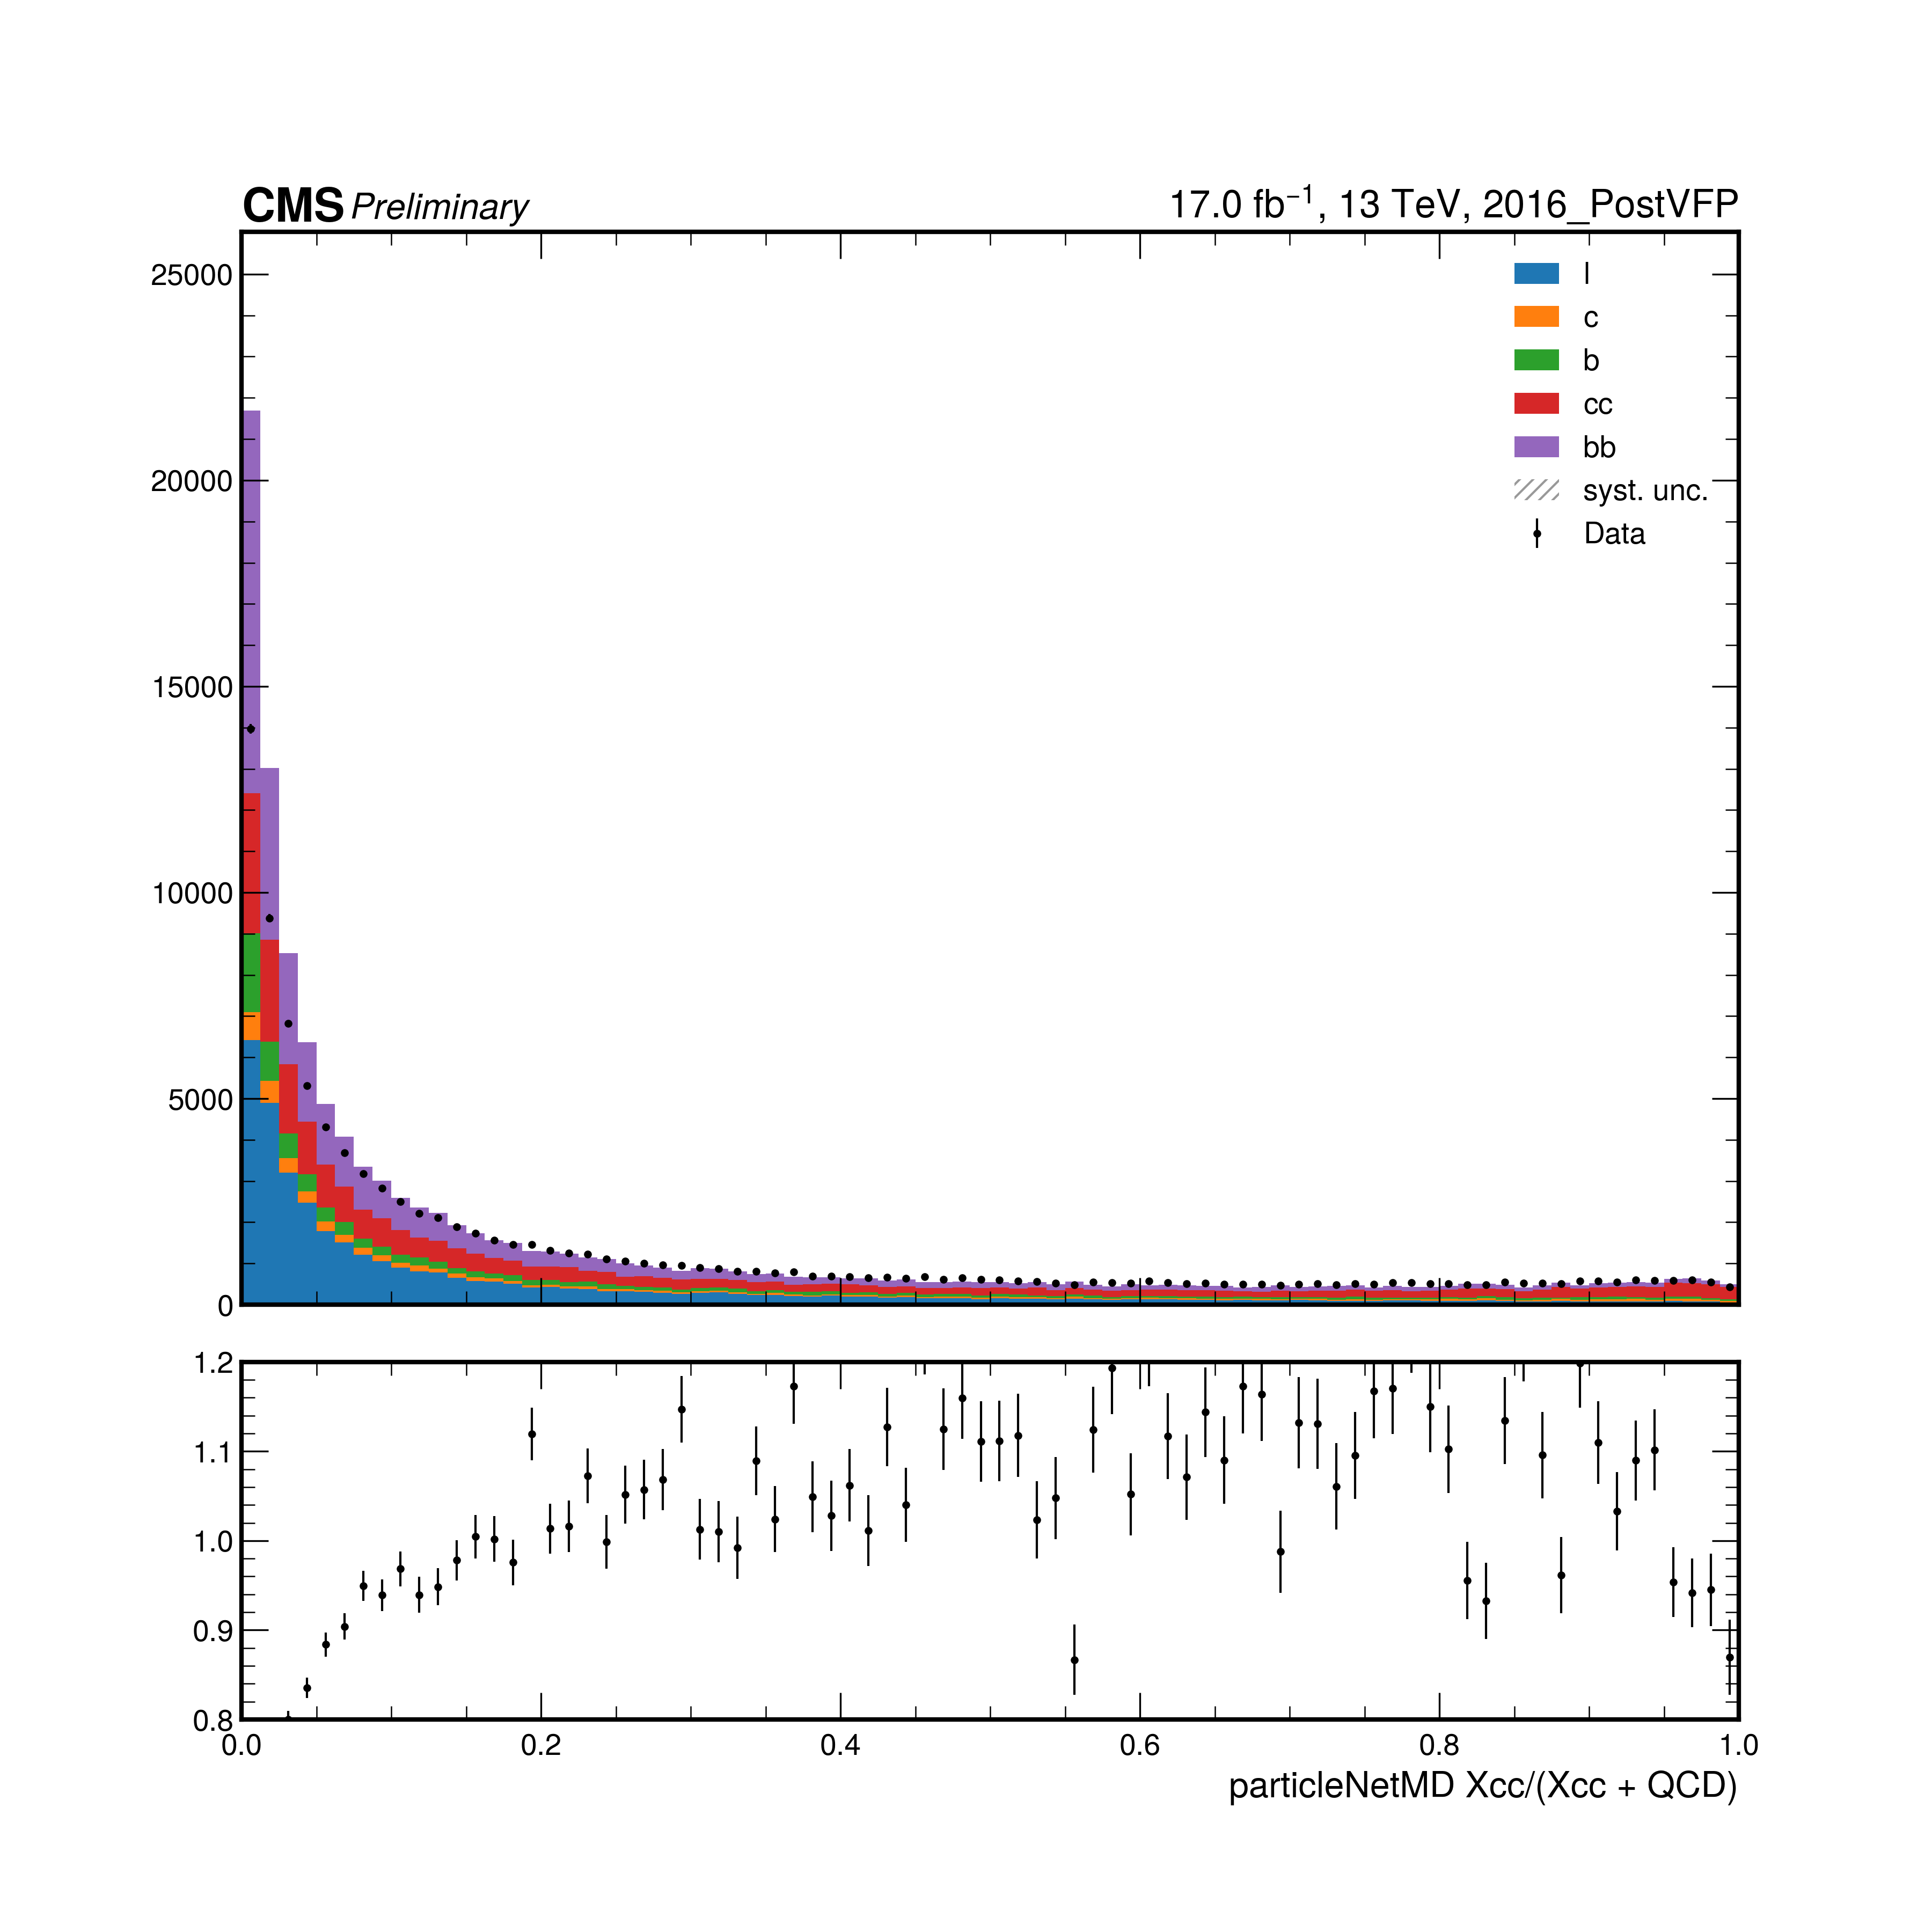 CMS Preliminary
17.0 fb⁻¹, 13 TeV, 2016_PostVFP
25000
20000
15000
10000
5000
0
l
c
b
cc
bb
syst. unc.
Data
1.2
1.1
1.0
0.9
0.8
0.0 0.2 0.4 0.6 0.8 1.0
particleNetMD Xcc/(Xcc + QCD)